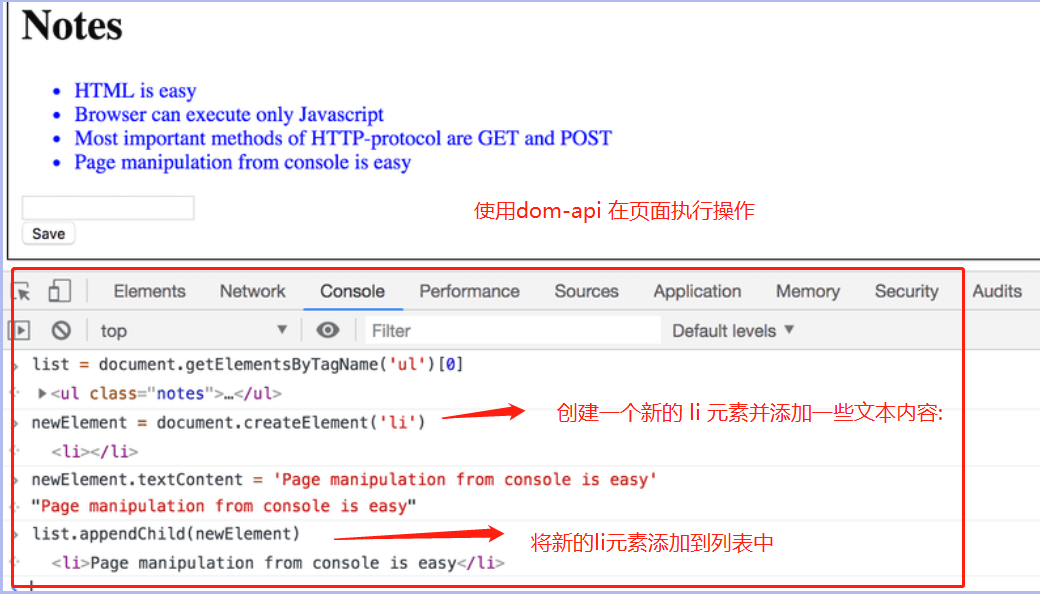 Notes
HTML is easy
Browser can execute only Javascript
Most important methods of HTTP-protocol are GET and POST
Page manipulation from console is easy
使用dom-api 在页面执行操作
Save
Elements Network Console Performance Sources Application Memory Security Audits
top Filter Default levels
list = document.getElementsByTagName('ul')[0]
<ul class="notes">…</ul>
newElement = document.createElement('li')
创建一个新的 li 元素并添加一些文本内容:
<li></li>
newElement.textContent = 'Page manipulation from console is easy'
"Page manipulation from console is easy"
list.appendChild(newElement)
将新的li元素添加到列表中
<li>Page manipulation from console is easy</li>